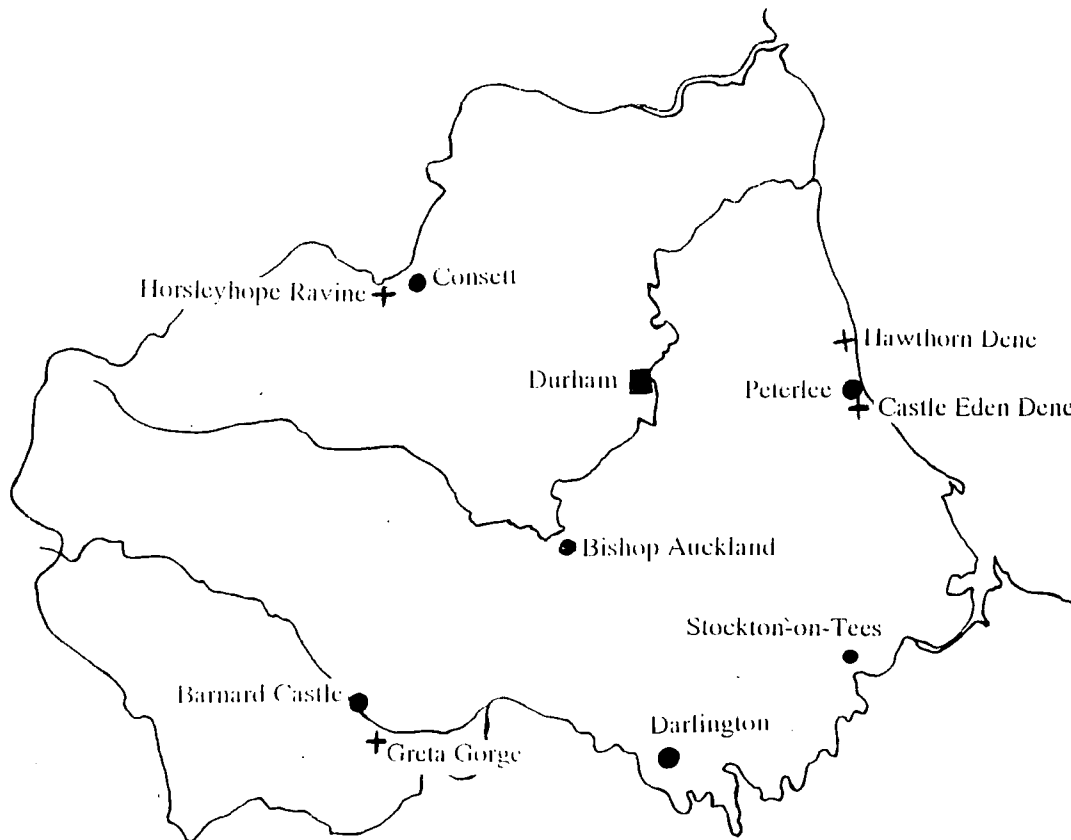 Consett
Horsleyhope Ravine
Hawthorn Dene
Durham
Peterlee
Castle Eden Dene
Bishop Auckland
Stockton-on-Tees
Barnard Castle
Darlington
Greta Gorge